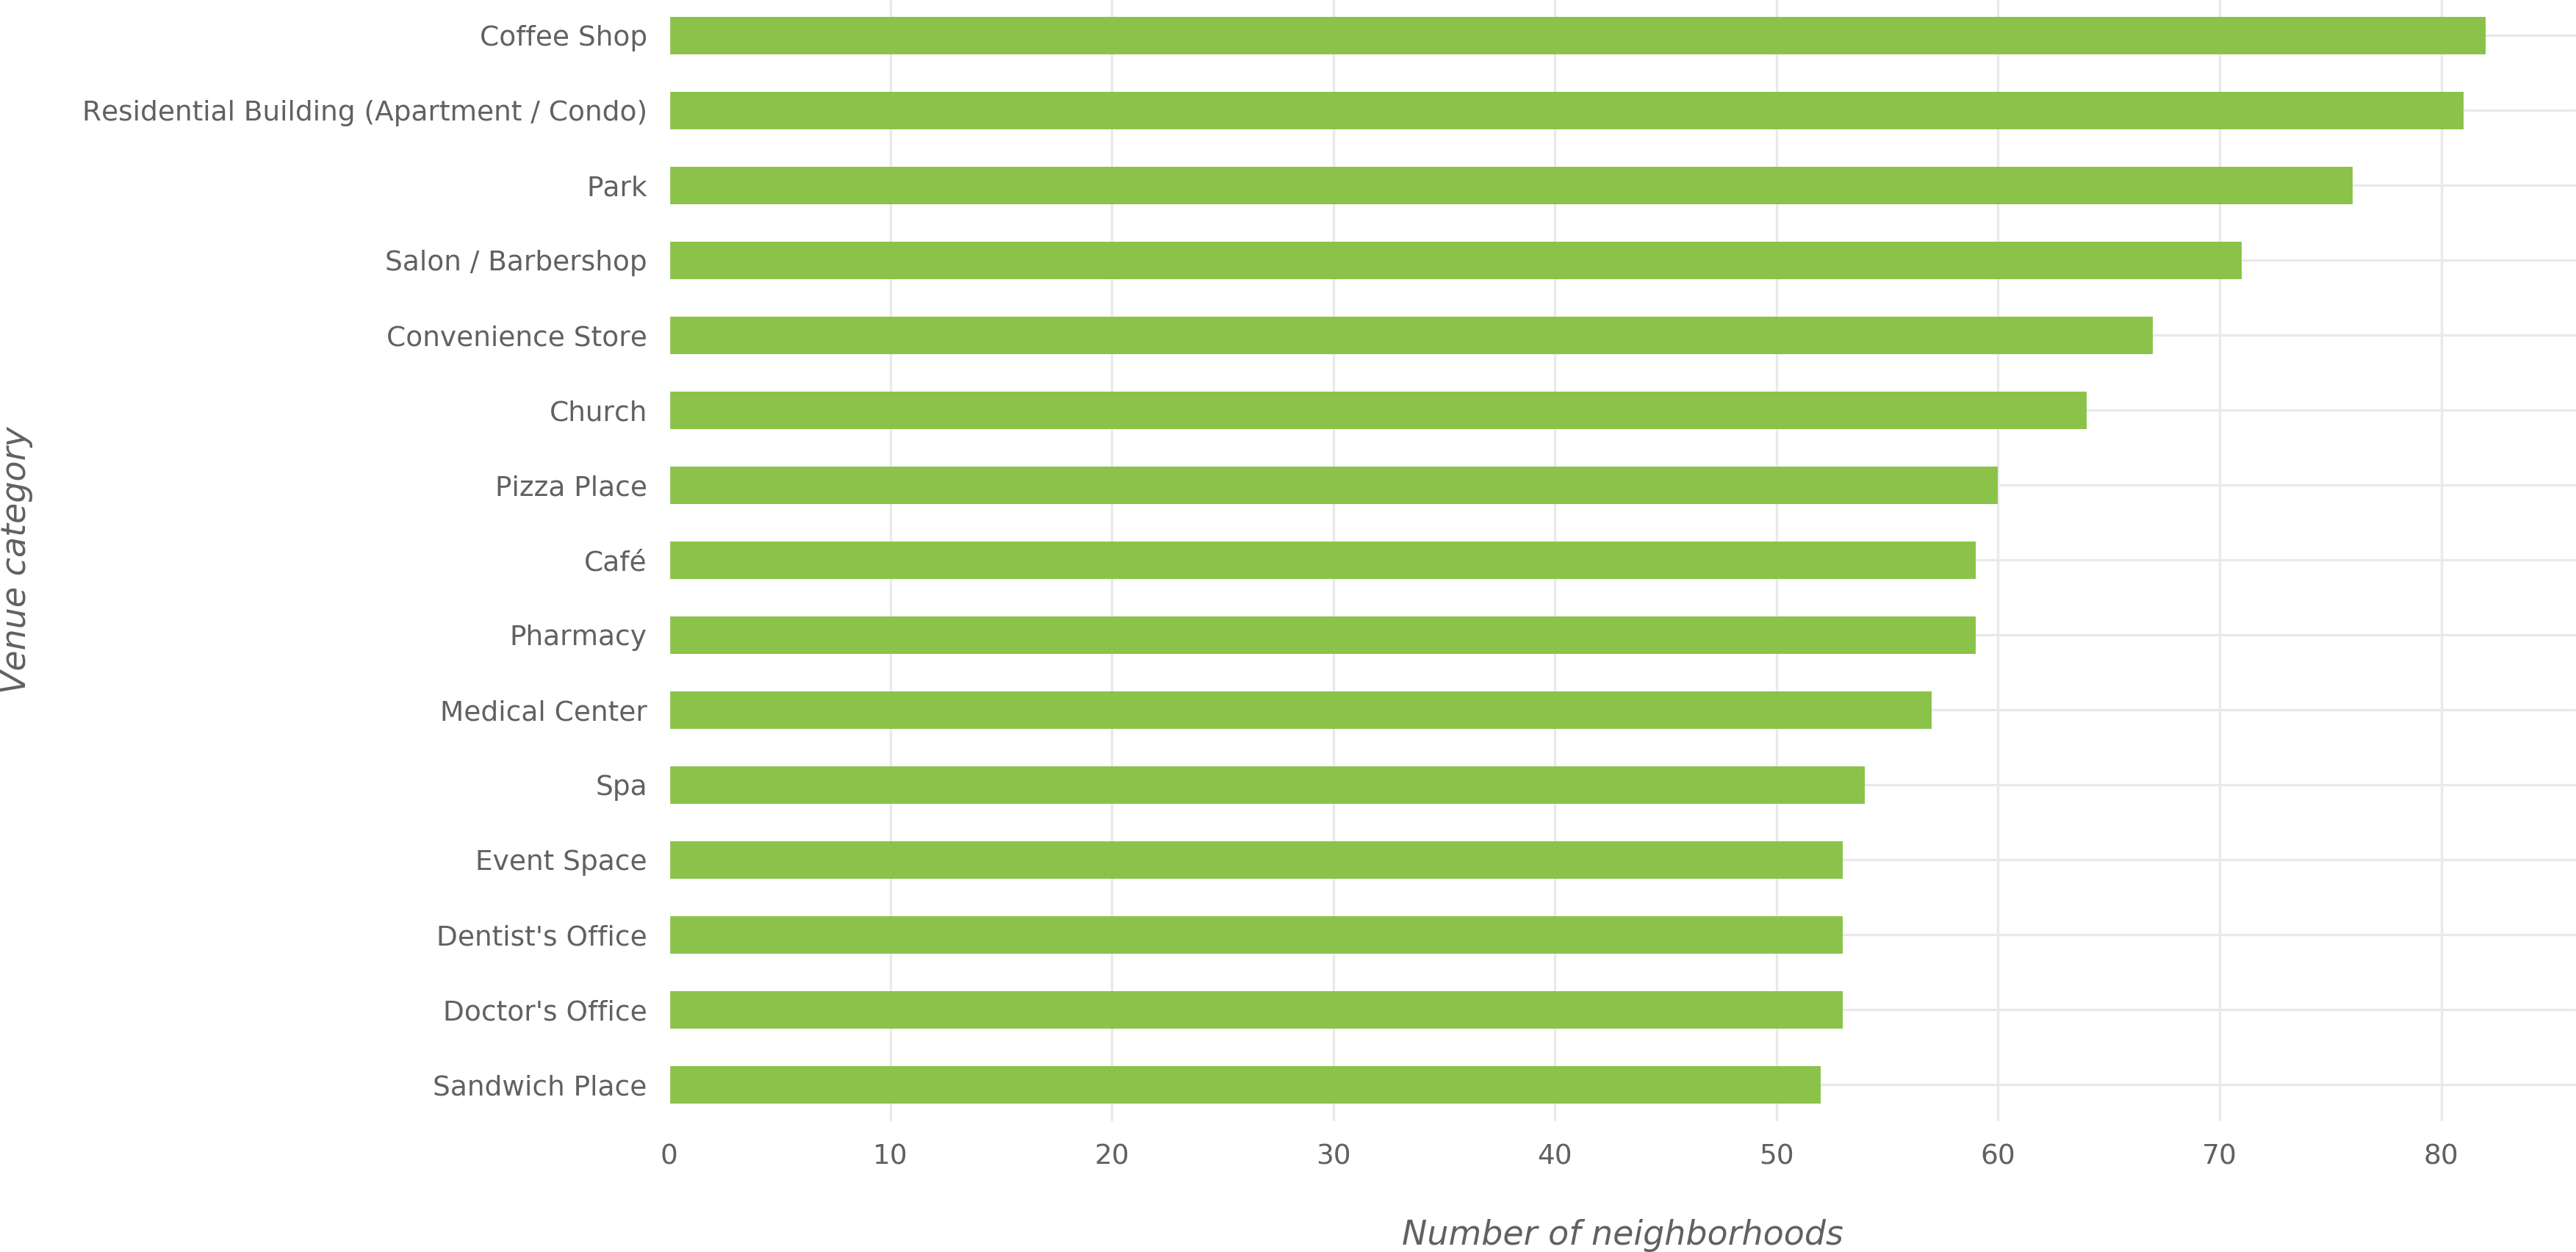 Coffee Shop
Residential Building (Apartment / Condo)
Park
Salon / Barbershop
Convenience Store
Church
Pizza Place
Café
Pharmacy
Medical Center
Spa
Event Space
Dentist's Office
Doctor's Office
Sandwich Place
Venue category
0 10 20 30 40 50 60 70 80
Number of neighborhoods